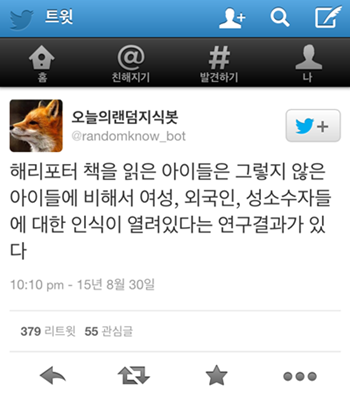 트윗
홈
친해지기
발견하기
나
오늘의랜덤지식봇
@randomknow_bot
해리포터 책을 읽은 아이들은 그렇지 않은
아이들에 비해서 여성, 외국인, 성소수자들
에 대한 인식이 열려있다는 연구결과가 있
다
10:10 pm - 15년 8월 30일
379 리트윗 55 관심글